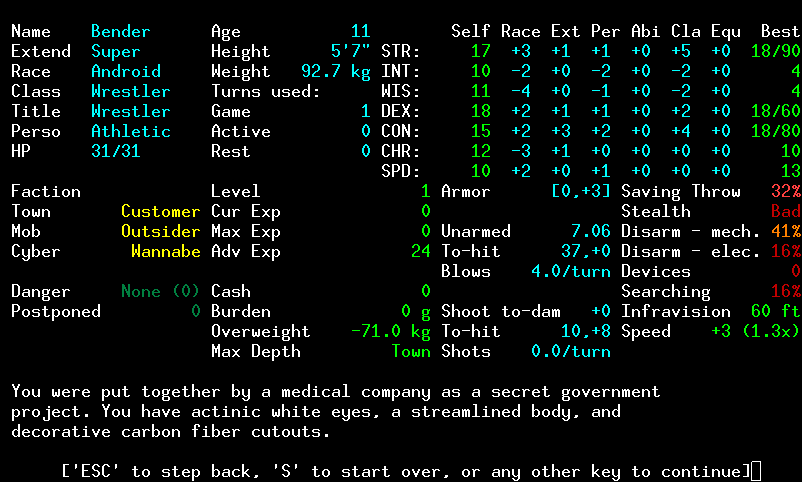 Name    Bender      Age           11        Self Race Ext Per Abi Cla Equ  Best
Extend  Super       Height      5'7" STR:     17  +3  +1  +1  +0  +5  +0 18/90
Race    Android     Weight   92.7 kg INT:     10  -2  +0  -2  +0  -2  +0     4
Class   Wrestler    Turns used:      WIS:     11  -4  +0  -1  +0  -2  +0     4
Title   Wrestler    Game           1 DEX:     18  +2  +1  +1  +0  +2  +0 18/60
Perso   Athletic    Active         0 CON:     15  +2  +3  +2  +0  +4  +0 18/80
HP      31/31       Rest           0 CHR:     12  -3  +1  +0  +0  +0  +0    10
SPD:     10  +2  +0  +1  +0  +0  +0    13
Faction             Level                1 Armor      [0,+3] Saving Throw   32%
Town       Customer Cur Exp              0                   Stealth        Bad
Mob        Outsider Max Exp              0 Unarmed      7.06 Disarm - mech. 41%
Cyber       Wannabe Adv Exp             24 To-hit      37,+0 Disarm - elec. 16%
Blows    4.0/turn Devices          0
Danger     None (0) Cash                 0                   Searching      16%
Postponed         0 Burden             0 g Shoot to-dam   +0 Infravision  60 ft
Overweight    -71.0 kg To-hit      10,+8 Speed   +3 (1.3x)
Max Depth         Town Shots    0.0/turn
You were put together by a medical company as a secret government
project. You have actinic white eyes, a streamlined body, and
decorative carbon fiber cutouts.
['ESC' to step back, 'S' to start over, or any other key to continue]